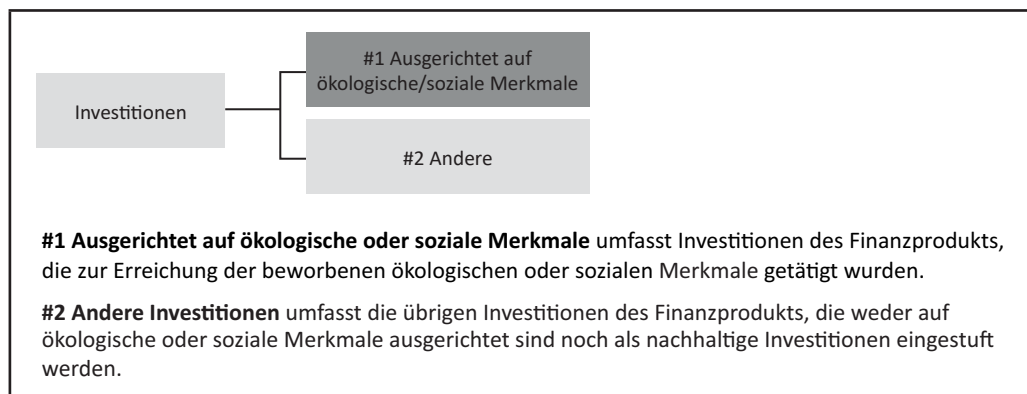 #1 Ausgerichtet auf
ökologische/soziale Merkmale
Investitionen
#2 Andere
#1 Ausgerichtet auf ökologische oder soziale Merkmale umfasst Investitionen des Finanzprodukts,
die zur Erreichung der beworbenen ökologischen oder sozialen Merkmale getätigt wurden.
#2 Andere Investitionen umfasst die übrigen Investitionen des Finanzprodukts, die weder auf
ökologische oder soziale Merkmale ausgerichtet sind noch als nachhaltige Investitionen eingestuft
werden.